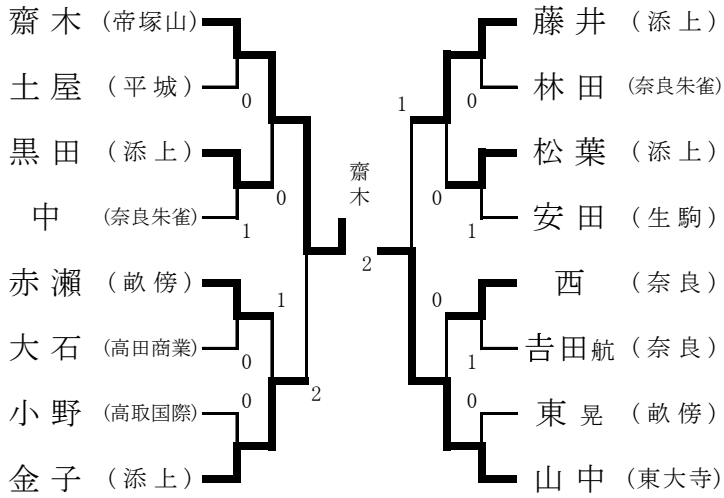 齋木 (帝塚山)
土屋 (平城)
0
黒田 (添上)
中 (奈良朱雀)
1
0
赤瀬 (畝傍)
大石 (高田商業)
0
1
小野 (高取国際)
0
金子 (添上)
2
齋木
2
藤井 (添上)
林田 (奈良朱雀)
0
1
松葉 (添上)
安田 (生駒)
1
0
西 (奈良)
𠮷田航 (奈良)
1
0
東晃 (畝傍)
0
山中 (東大寺)